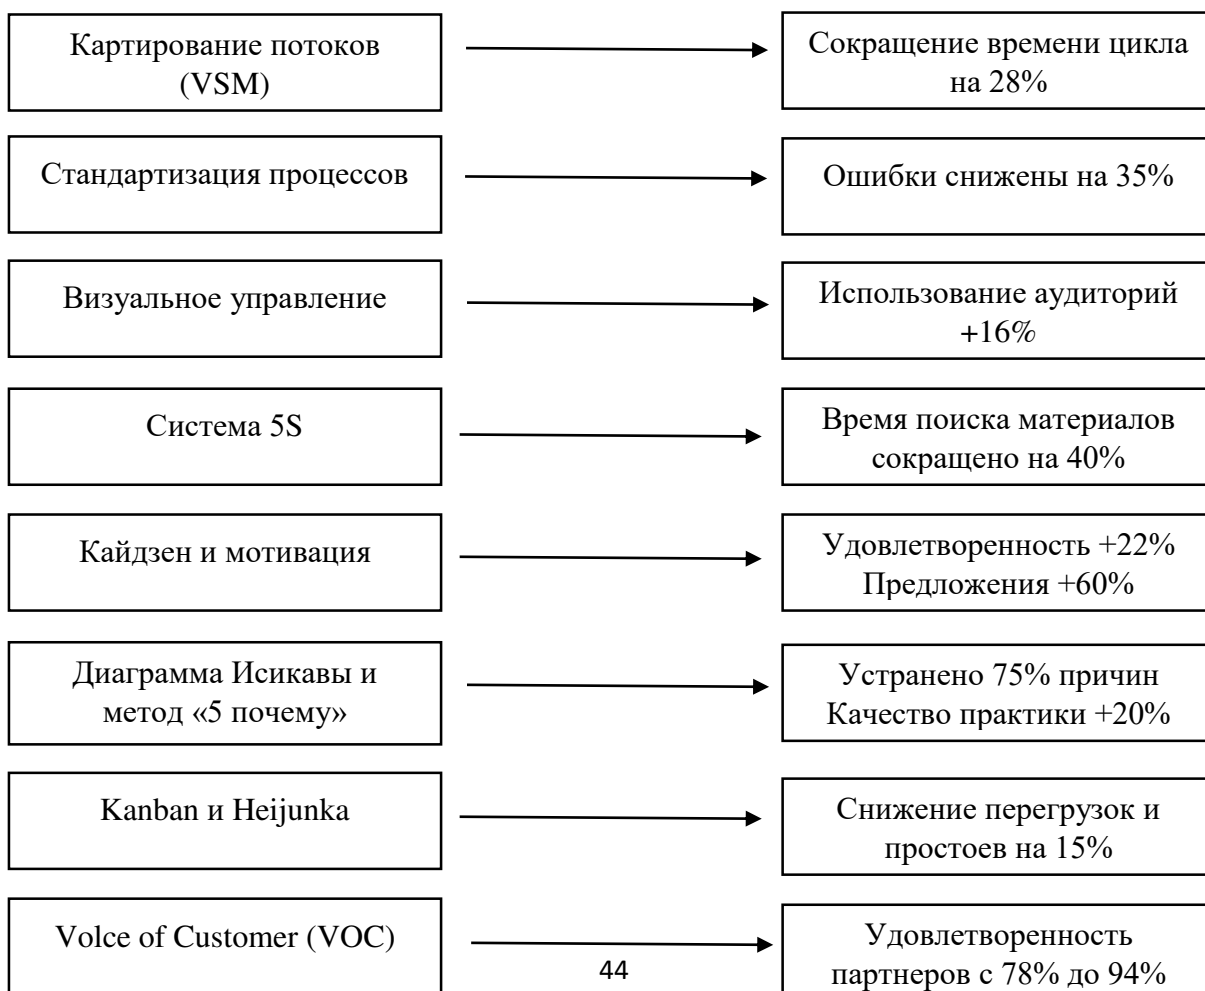 Картирование потоков
(VSM)
Сокращение времени цикла
на 28%
Стандартизация процессов
Ошибки снижены на 35%
Визуальное управление
Использование аудиторий
+16%
Система 5S
Время поиска материалов
сокращено на 40%
Кайдзен и мотивация
Удовлетворенность +22%
Предложения +60%
Диаграмма Исикавы и
метод «5 почему»
Устранено 75% причин
Качество практики +20%
Kanban и Heijunka
Снижение перегрузок и
простоев на 15%
Volce of Customer (VOC)
Удовлетворенность
партнеров с 78% до 94%
44